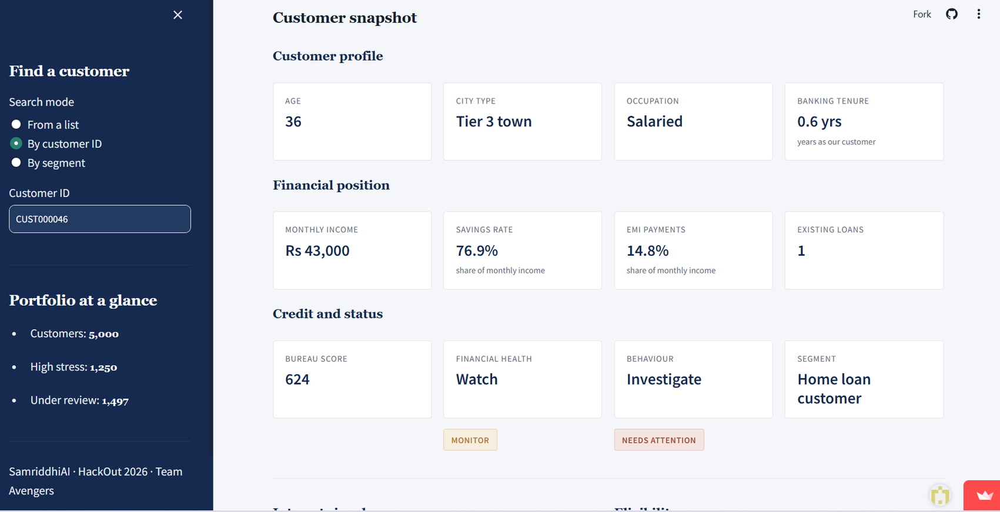 Find a customer
Search mode
From a list
By customer ID
By segment
Customer ID
CUST000046
Portfolio at a glance
Customers: 5,000
High stress: 1,250
Under review: 1,497
SamriddhiAI · HackOut 2026 · Team
Avengers
Fork
Customer snapshot
Customer profile
AGE
36
CITY TYPE
Tier 3 town
OCCUPATION
Salaried
BANKING TENURE
0.6 yrs
years as our customer
Financial position
MONTHLY INCOME
Rs 43,000
SAVINGS RATE
76.9%
share of monthly income
EMI PAYMENTS
14.8%
share of monthly income
EXISTING LOANS
1
Credit and status
BUREAU SCORE
624
FINANCIAL HEALTH
Watch
MONITOR
BEHAVIOUR
Investigate
NEEDS ATTENTION
SEGMENT
Home loan
customer